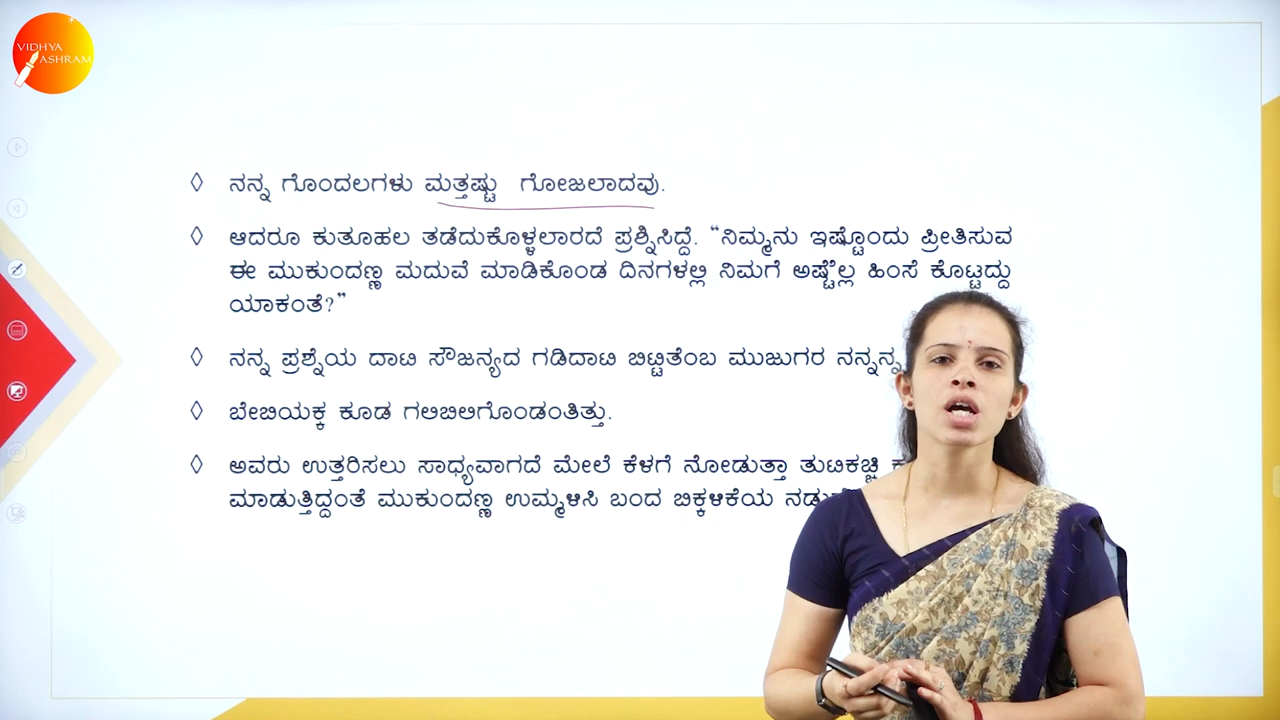 VIDHYA
ASHRAM
◊ ನನ್ನ ಗೊಂದಲಗಳು ಮತ್ತಷ್ಟು ಗೋಜಲಾದವು.
◊ ಆದರೂ ಕುತೂಹಲ ತಡೆದುಕೊಳ್ಳಲಾರದೆ ಪ್ರಶ್ನಿಸಿದ್ದೆ. “ನಿಮ್ಮನು ಇಷ್ಟೊಂದು ಪ್ರೀತಿಸುವ
ಈ ಮುಕುಂದಣ್ಣ ಮದುವೆ ಮಾಡಿಕೊಂಡ ದಿನಗಳಲ್ಲಿ ನಿಮಗೆ ಅಷ್ಟೆಲ್ಲ ಹಿಂಸೆ ಕೊಟ್ಟದ್ದು
ಯಾಕಂತೆ?”
◊ ನನ್ನ ಪ್ರಶ್ನೆಯ ದಾಟಿ ಸೌಜನ್ಯದ ಗಡಿದಾಟಿ ಬಿಟ್ಟಿತೆಂಬ ಮುಜುಗರ
◊ ಬೇಬಿಯಕ್ಕ ಕೂಡ ಗಲಿಬಿಲಿಗೊಂಡಂತಿತ್ತು.
◊ ಅವರು ಉತ್ತರಿಸಲು ಸಾಧ್ಯವಾಗದೆ ಮೇಲೆ ಕೆಳಗೆ ನೋಡುತ್ತಾ ತುಟಿಕಚ್ಚಿ
ಮಾಡುತ್ತಿದ್ದಂತೆ ಮುಕುಂದಣ್ಣ ಉಮ್ಮಳಿಸಿ ಬಂದ ಬಿಕ್ಕಳಿಕೆಯ